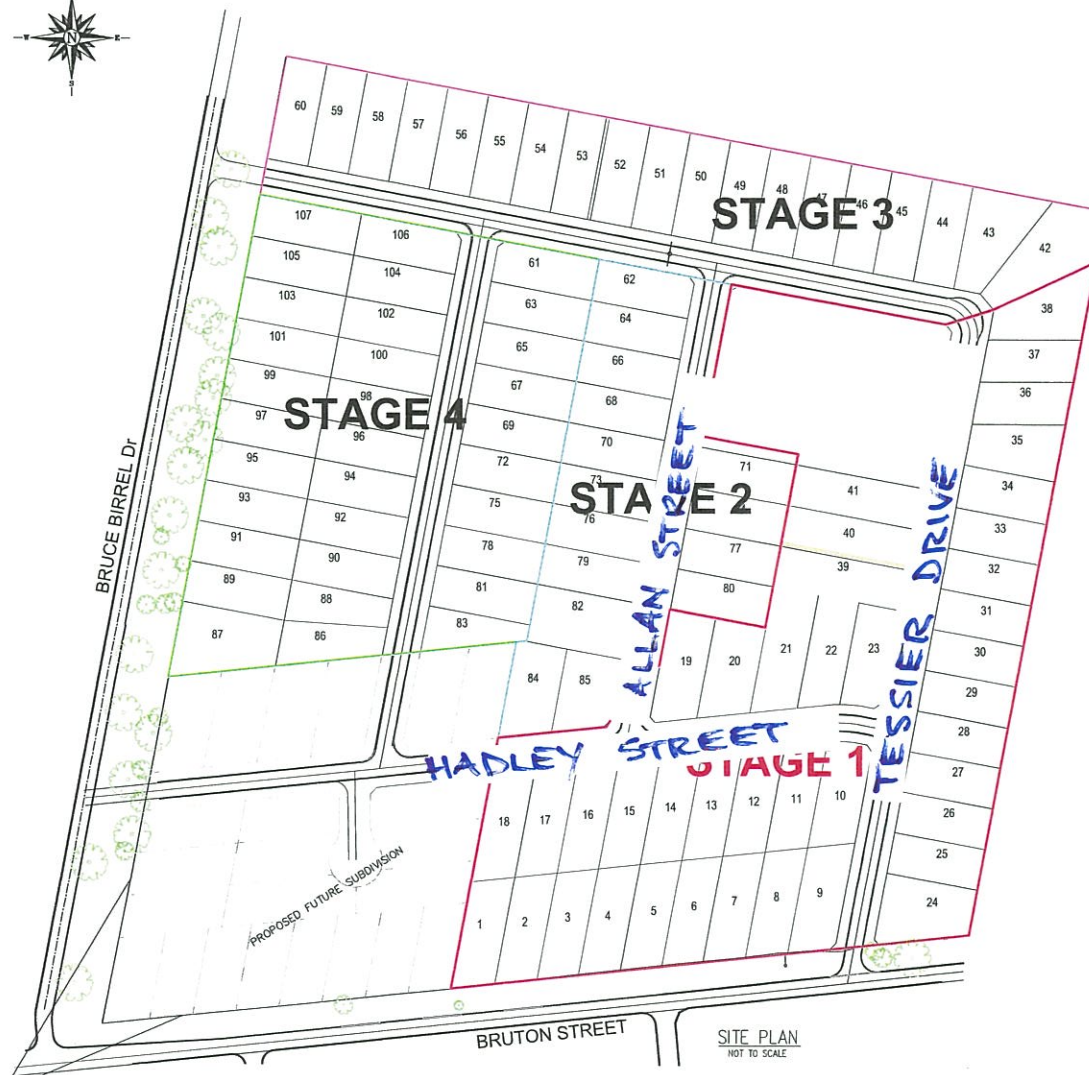 N
W E
S
60 59 58 57 56 55 54 53 52 51 50 49 48 47 46 45 44 43 42
STAGE 3
107 106
105 104
103 102
101 100
99 98
97 96
95 94
93 92
91 90
89 88
87 86
STAGE 4
61 62
63 64
65 66
67 68
69 70
72 73
75 76
78 79
81 82
83
84 85
STAGE 2
71
77
80
41
40
39
38
37
36
35
34
33
32
31
30
29
28
27
26
25
24
19 20 21 22 23
BRUCE BIRREL Dr
ALLAN STREET
TESSIER DRIVE
HADLEY STREET
STAGE 1
18 17 16 15 14 13 12 11 10
1 2 3 4 5 6 7 8 9
PROPOSED FUTURE SUBDIVISION
BRUTON STREET
SITE PLAN
NOT TO SCALE